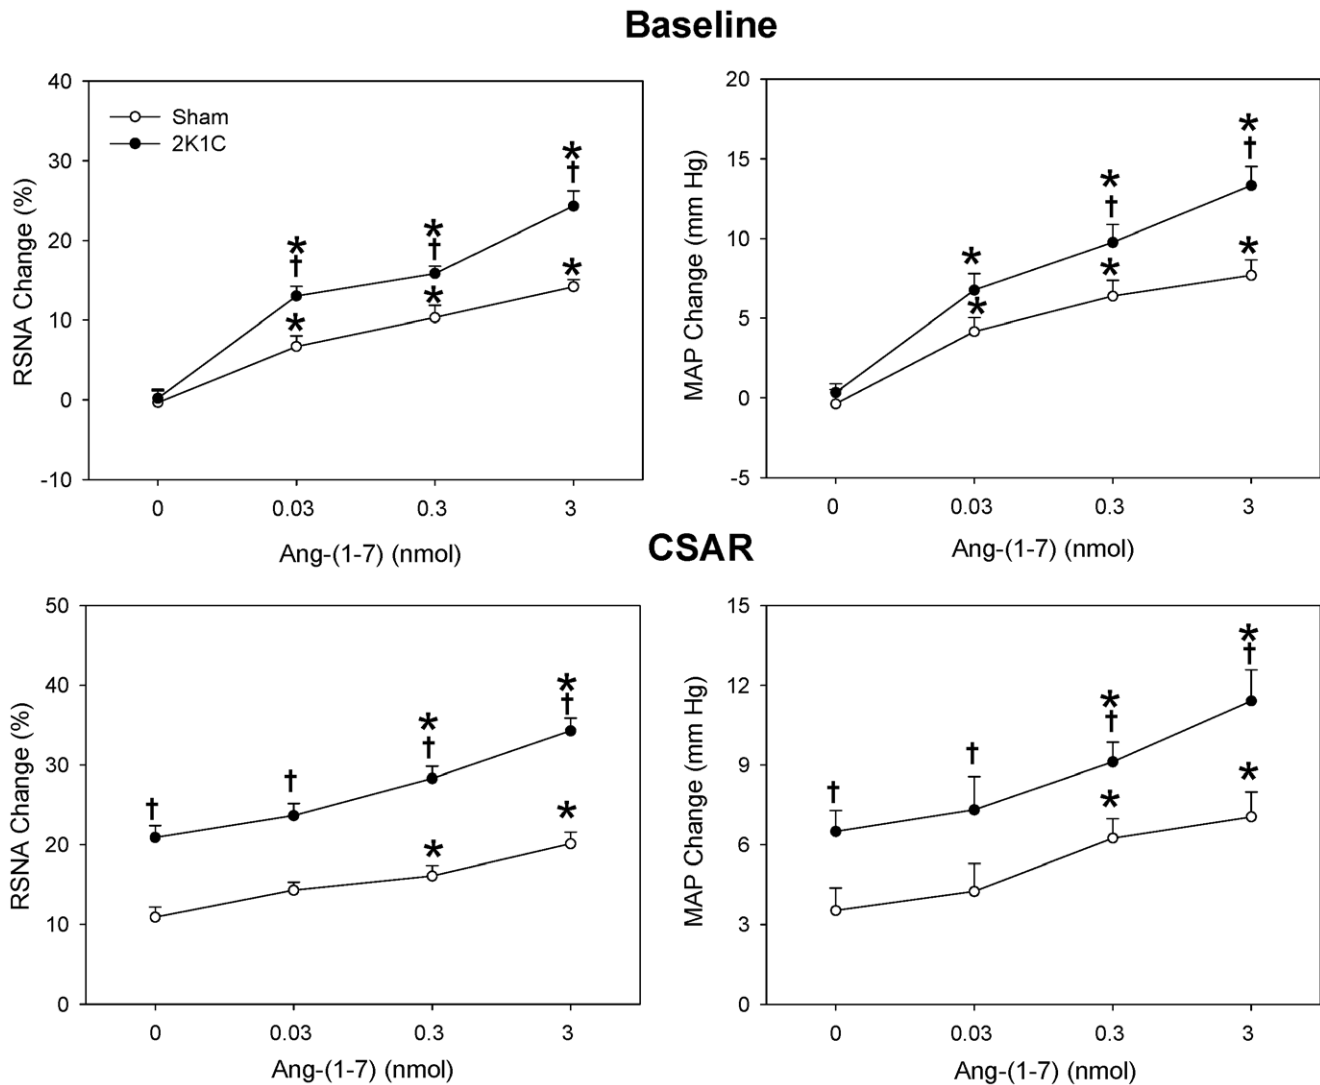 Baseline
RSNA Change (%)
40
30
20
10
0
-10
Sham
2K1C
* † * † * †
* * *
0 0.03 0.3 3
Ang-(1-7) (nmol)
MAP Change (mm Hg)
20
15
10
5
0
-5
* * † * †
* * *
0 0.03 0.3 3
Ang-(1-7) (nmol)
CSAR
RSNA Change (%)
50
40
30
20
10
0
† † * † * †
* *
0 0.03 0.3 3
Ang-(1-7) (nmol)
MAP Change (mm Hg)
15
12
9
6
3
0
† † * † * †
* *
0 0.03 0.3 3
Ang-(1-7) (nmol)